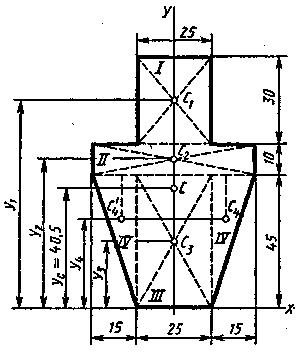 У
25
I
C₁
30
II
C₂
10
C
C'₄
C₄
IV
IV
C₃
45
III
X
y₁
y₂
y_C = 40,5
y₄
y₃
15
25
15